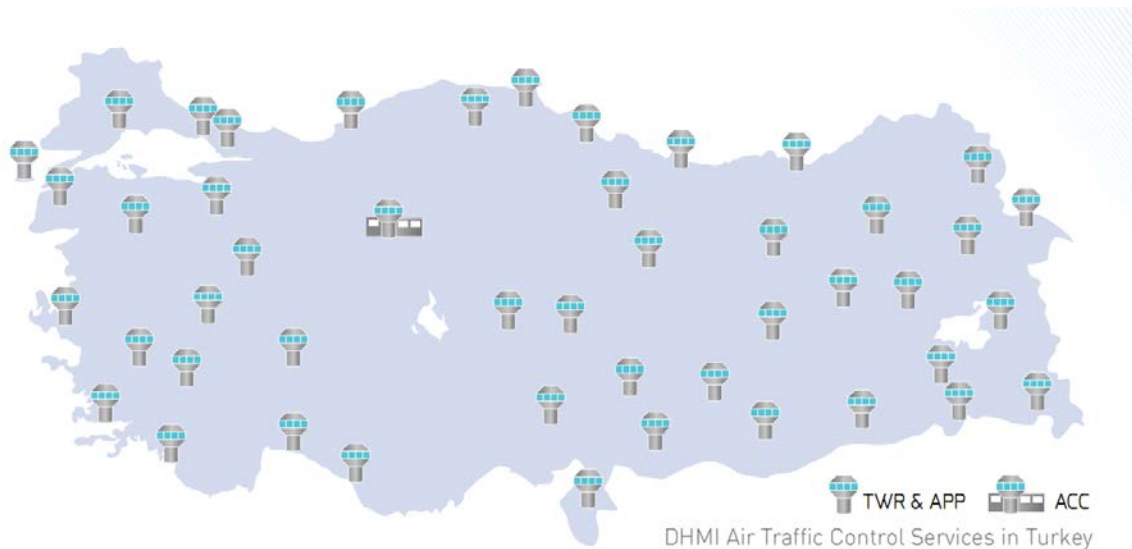 TWR & APP
ACC
DHMI Air Traffic Control Services in Turkey